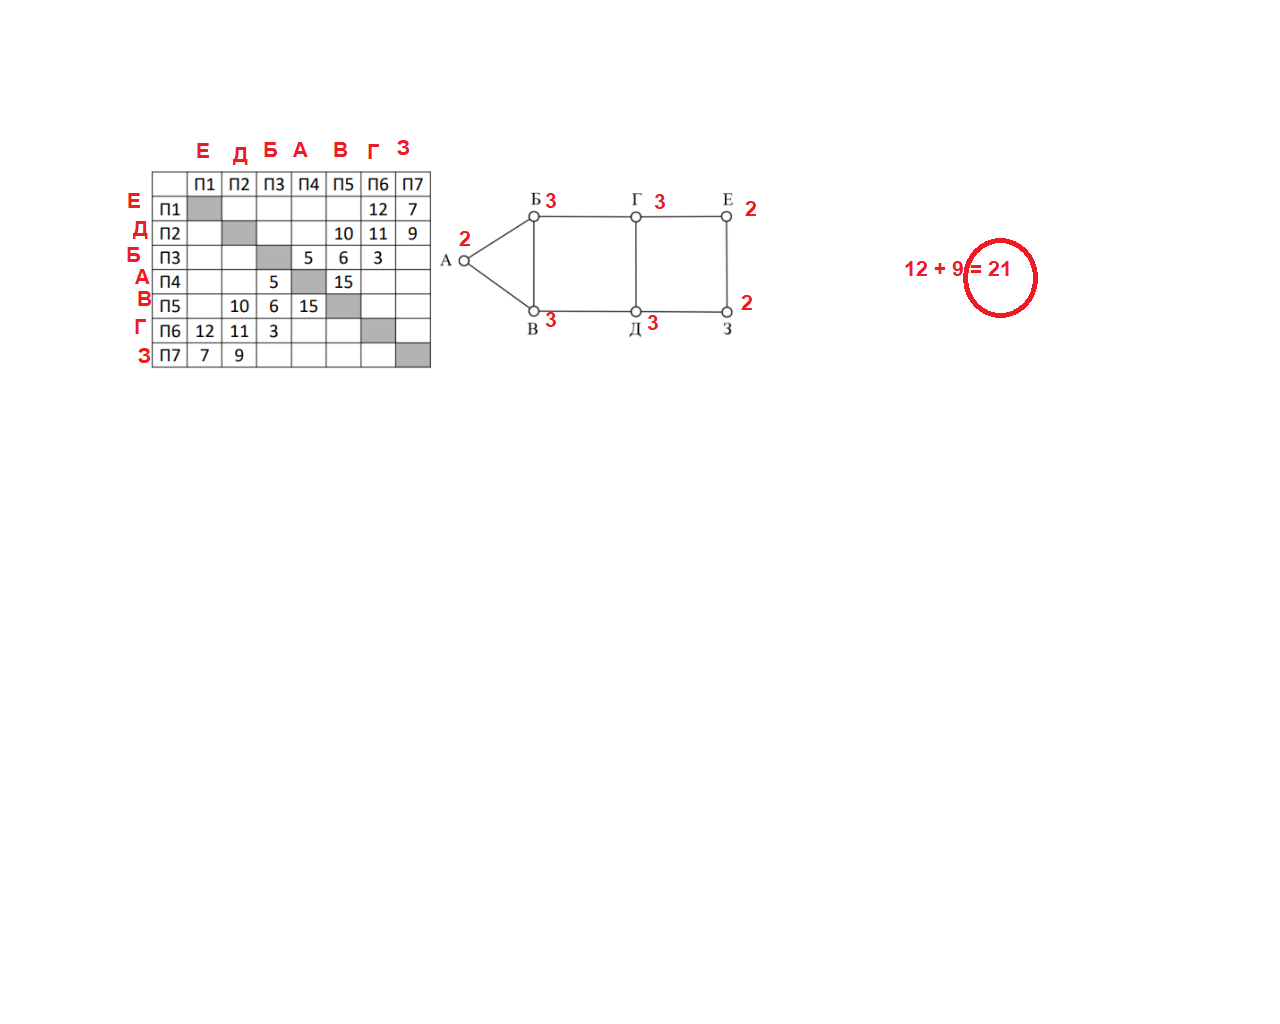 Е Д Б А В Г З
П1 П2 П3 П4 П5 П6 П7
Е П1 12 7
Д П2 10 11 9
Б П3 5 6 3
А П4 5 15
В П5 10 6 15
Г П6 12 11 3
З П7 7 9
Б 3 Г 3 Е 2
2
А
3 3 2
В Д З
12 + 9 = 21